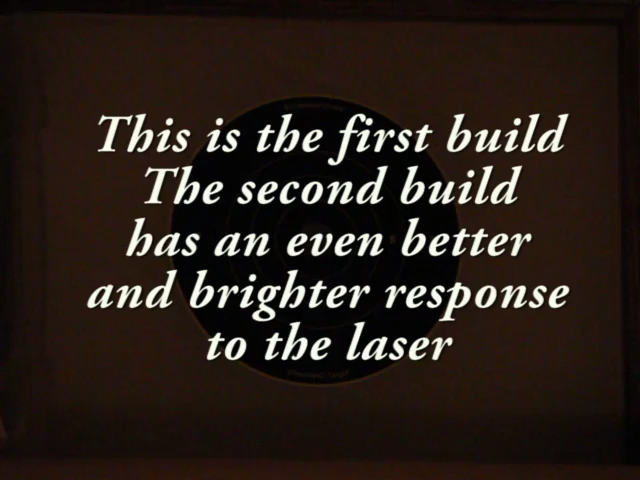 This is the first build
The second build
has an even better
and brighter response
to the laser